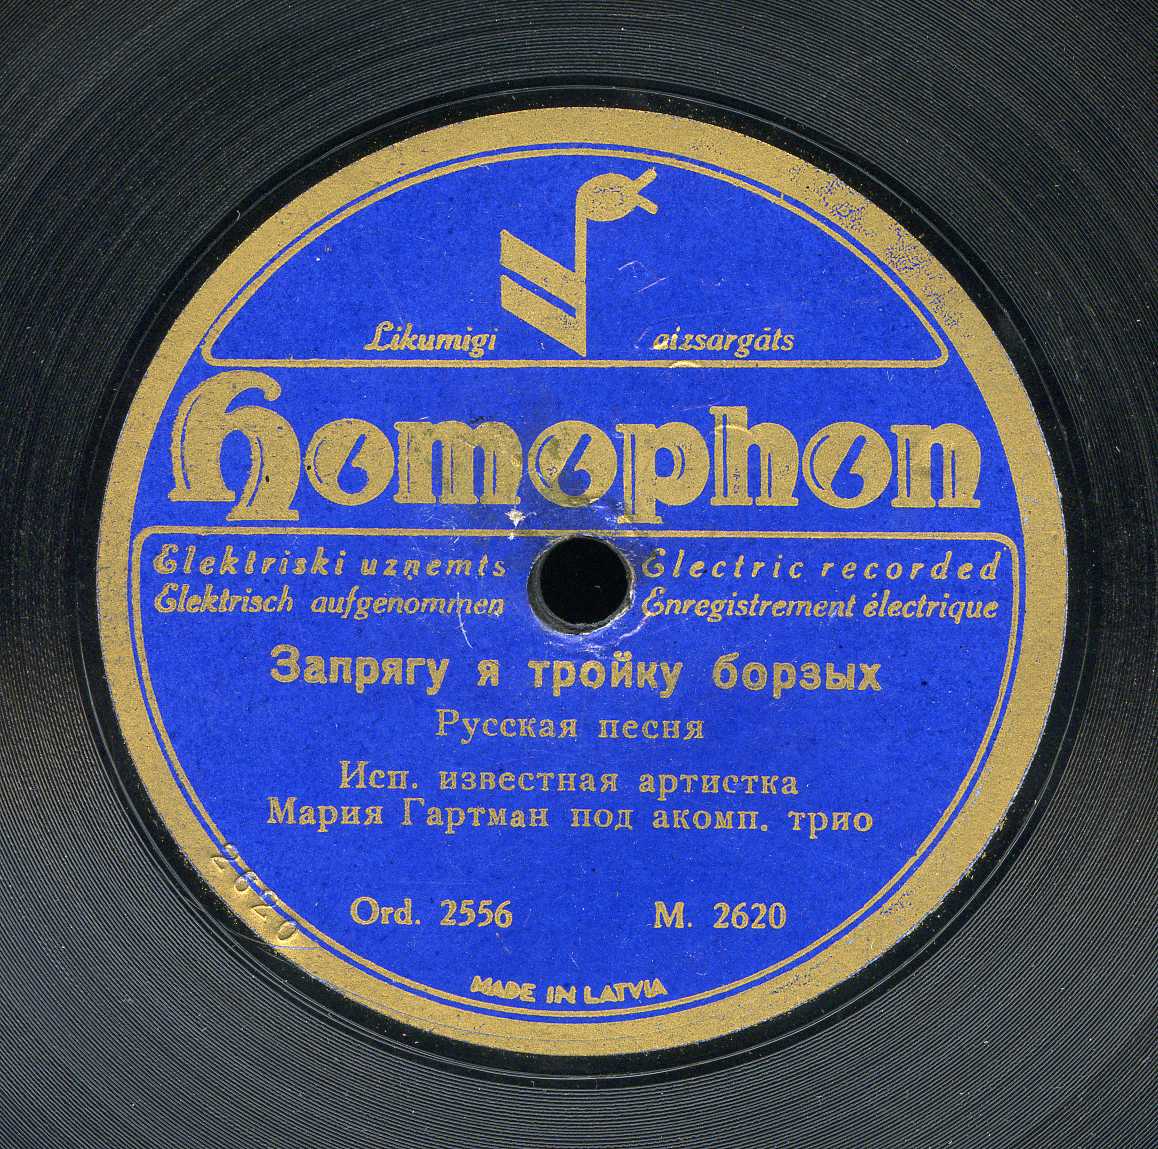 Likumīgi aizsargāts
Homophon
Elektriski uzņemts Electric recorded
Elektrisch aufgenommen Enregistrement électrique
Запрягу я тройку борзых
Русская песня
Исп. известная артистка
Мария Гартман под акомп. трио
2620
Ord. 2556 M. 2620
MADE IN LATVIA